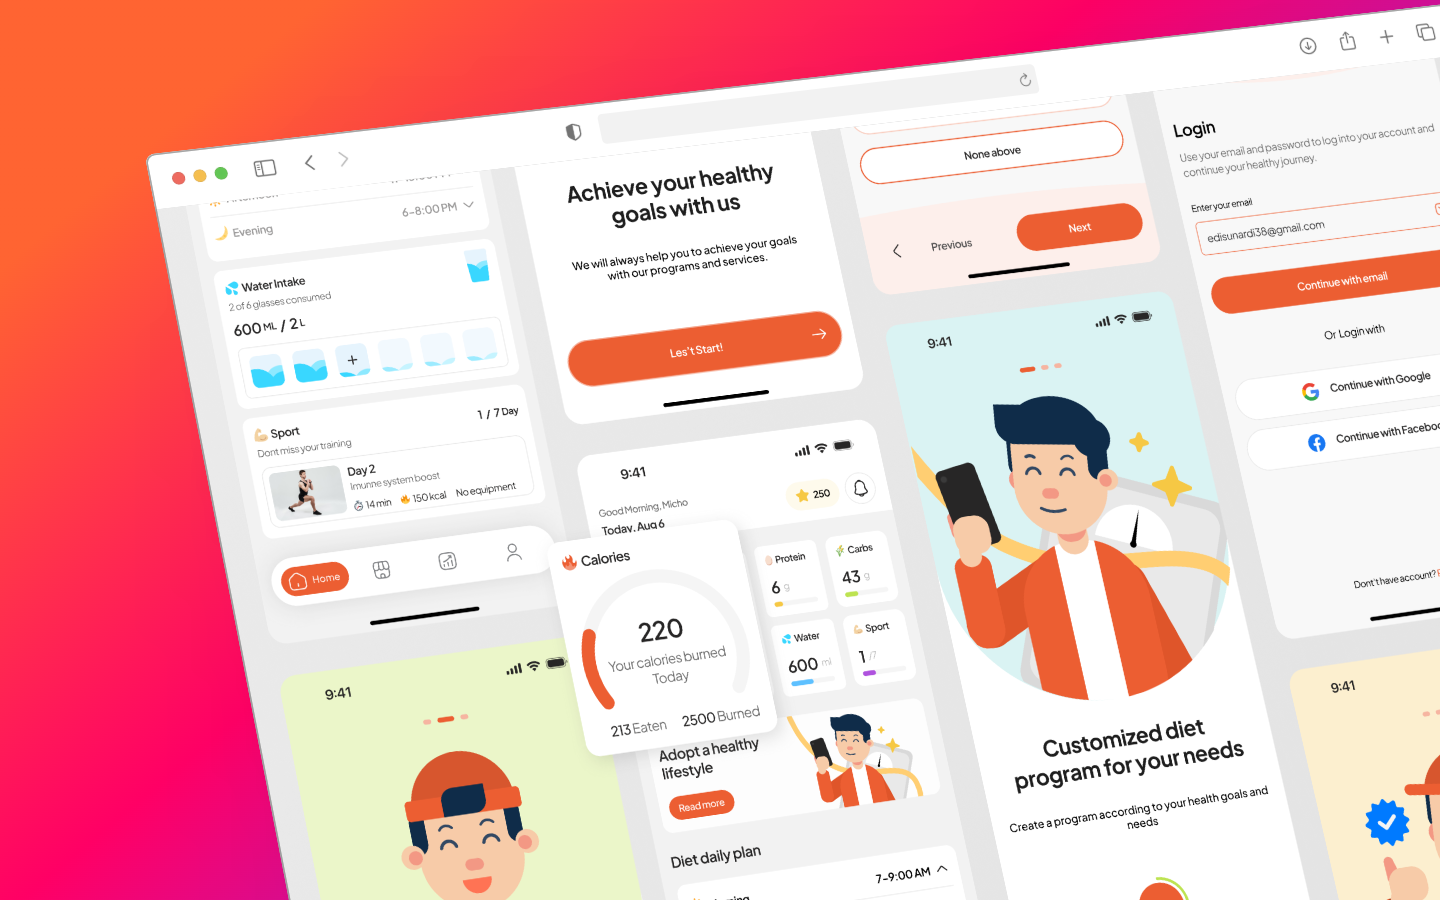 Afternoon
Evening
6-8:00 PM
Water Intake
2 of 6 glasses consumed
600 ML / 2 L
+
Sport
1 / 7 Day
Dont miss your training
Day 2
Imunne system boost
14 min
150 kcal
No equipment
Home
9:41
Achieve your healthy
goals with us
We will always help you to achieve your goals
with our programs and services.
Les't Start!
9:41
Good Morning, Micho
Today, Aug 6
250
Calories
220
Your calories burned
Today
213 Eaten
2500 Burned
Protein
6 g
Carbs
43 g
Water
600 ml
Sport
1 /7
Adopt a healthy
lifestyle
Read more
Diet daily plan
7-9:00 AM
None above
Previous
Next
9:41
Customized diet
program for your needs
Create a program according to your health goals and
needs
Login
Use your email and password to log into your account and
continue your healthy journey.
Enter your email
edisunardi38@gmail.com
Continue with email
Or Login with
Continue with Google
Continue with Faceboo
Dont't have account?
9:41